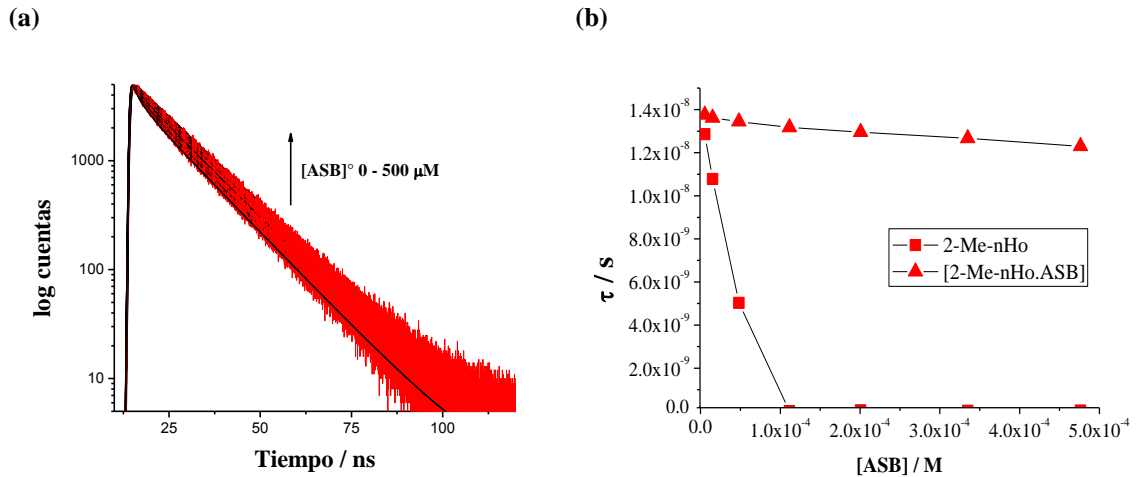 (a)
(b)
log cuentas
1000
100
10
[ASB]° 0 - 500 μM
25
50
75
100
Tiempo / ns
τ / s
1.4x10⁻⁸
1.2x10⁻⁸
1.0x10⁻⁸
8.0x10⁻⁹
6.0x10⁻⁹
4.0x10⁻⁹
2.0x10⁻⁹
0.0
2-Me-nHo
[2-Me-nHo.ASB]
0.0
1.0x10⁻⁴
2.0x10⁻⁴
3.0x10⁻⁴
4.0x10⁻⁴
5.0x10⁻⁴
[ASB] / M